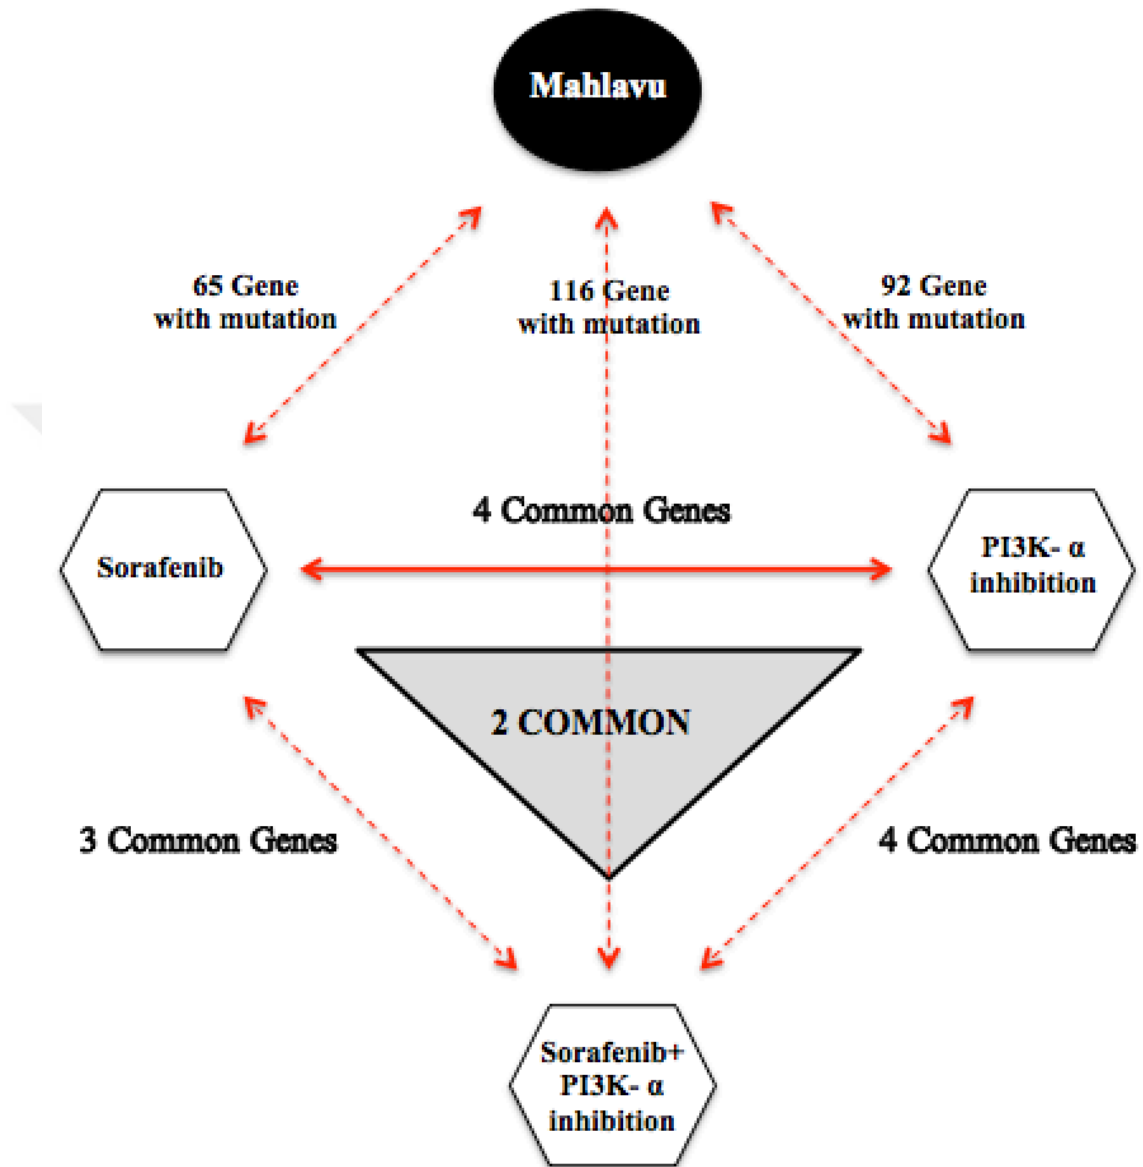 Mahlavu
65 Gene
with mutation
116 Gene
with mutation
92 Gene
with mutation
4 Common Genes
Sorafenib
PI3K- α
inhibition
2 COMMON
3 Common Genes
4 Common Genes
Sorafenib+
PI3K- α
inhibition